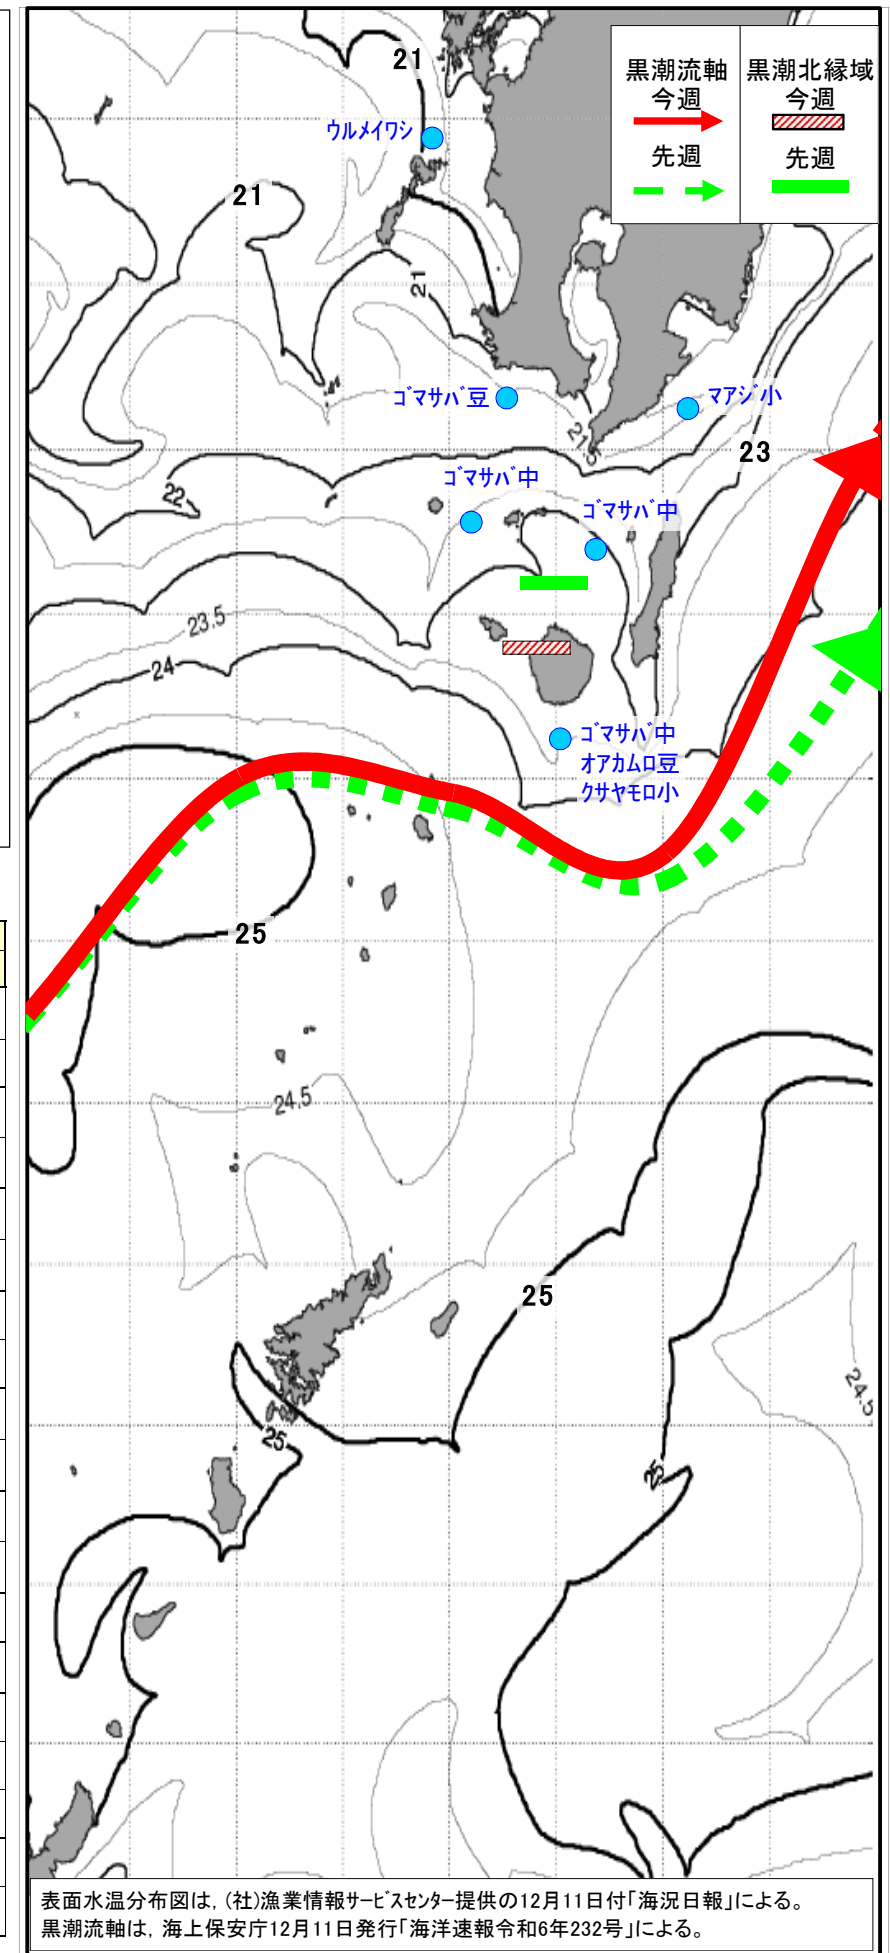 黒潮流軸
今週
先週
黒潮北縁域
今週
先週
21
ウルメイワシ
21
21
ゴマサバ豆
マアジ小
21.5
23
ゴマサバ中
22
ゴマサバ中
23.5
24
ゴマサバ中
オアカムロ豆
クサヤモロ小
25
24.5
25
24.5
25
25
表面水温分布図は，(社)漁業情報サービスセンター提供の12月11日付「海況日報」による。
黒潮流軸は，海上保安庁12月11日発行「海洋速報令和6年232号」による。